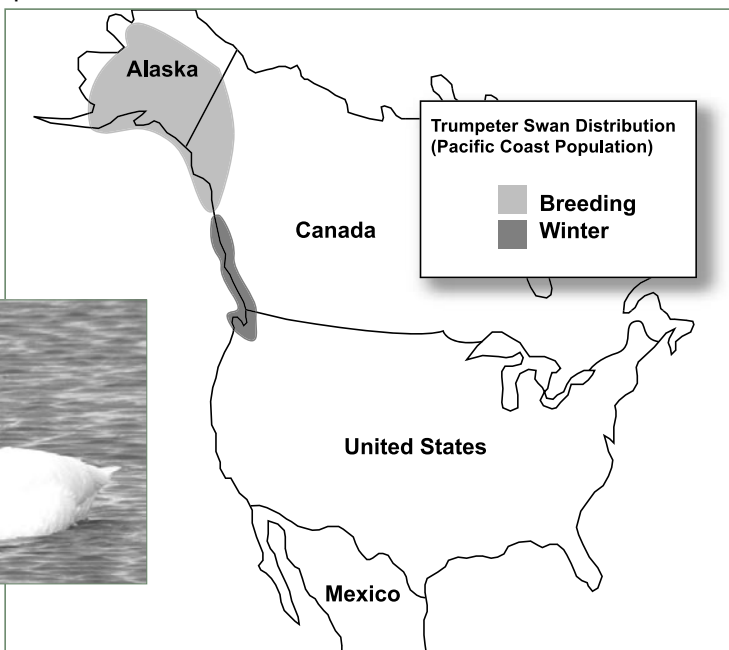 Alaska
Trumpeter Swan Distribution
(Pacific Coast Population)
Breeding
Winter
Canada
United States
Mexico